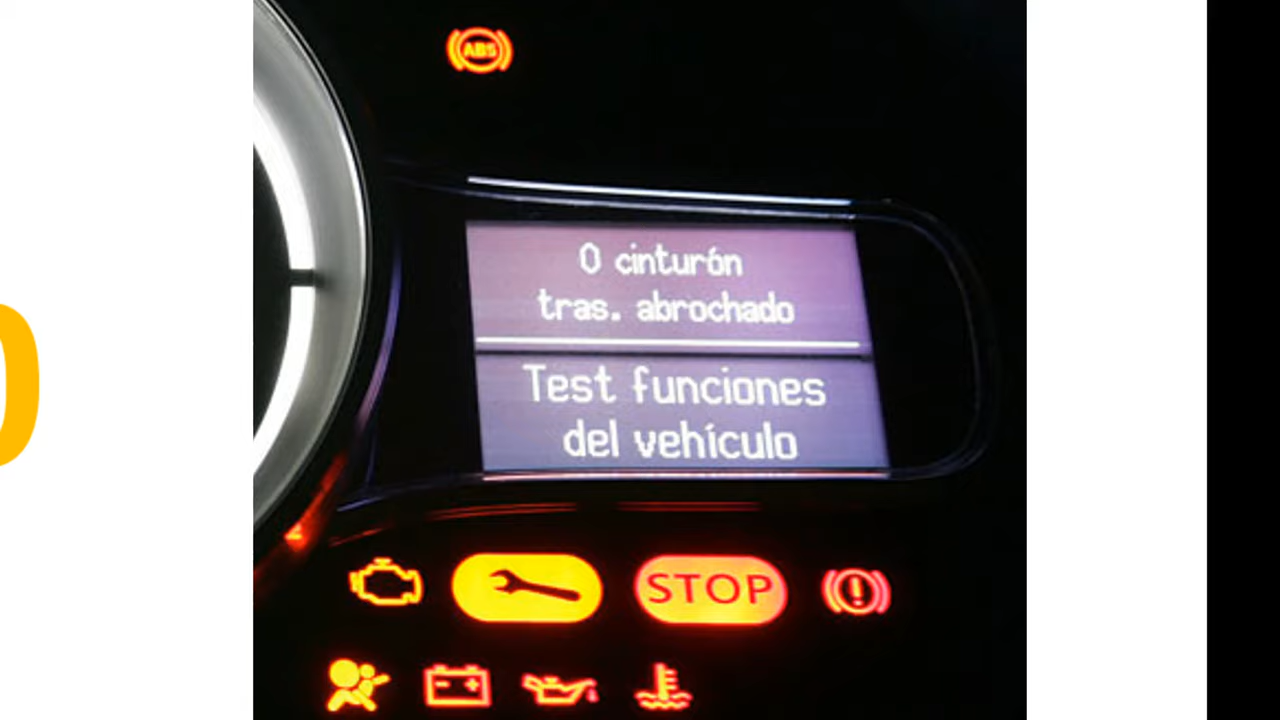 ABS
0 cinturón
tras. abrochado
Test funciones
del vehículo
STOP